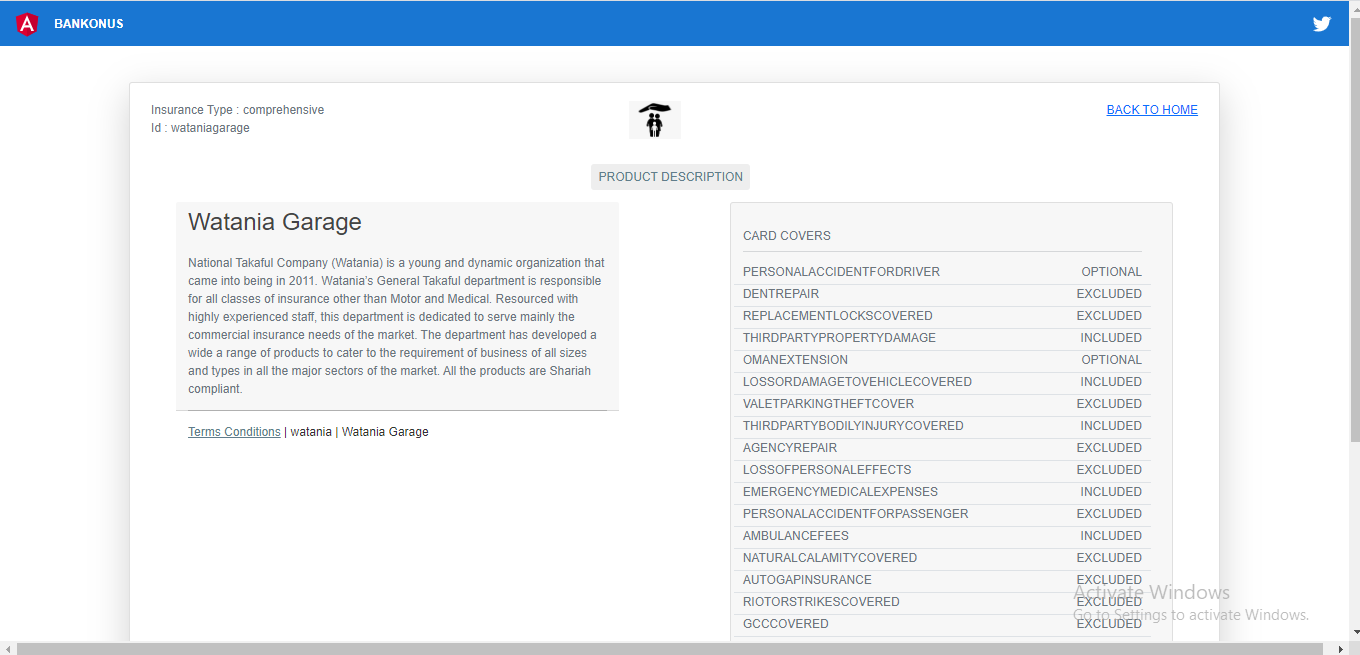 BANKONUS
Insurance Type : comprehensive
Id : wataniagarage
BACK TO HOME
PRODUCT DESCRIPTION
Watania Garage
National Takaful Company (Watania) is a young and dynamic organization that
came into being in 2011. Watania's General Takaful department is responsible
for all classes of insurance other than Motor and Medical. Resourced with
highly experienced staff, this department is dedicated to serve mainly the
commercial insurance needs of the market. The department has developed a
wide a range of products to cater to the requirement of business of all sizes
and types in all the major sectors of the market. All the products are Shariah
compliant.
Terms Conditions | watania | Watania Garage
CARD COVERS
PERSONALACCIDENTFORDRIVER OPTIONAL
DENTREPAIR EXCLUDED
REPLACEMENTLOCKSCOVERED EXCLUDED
THIRDPARTYPROPERTYDAMAGE INCLUDED
OMANEXTENSION OPTIONAL
LOSSORDAMAGETOVEHICLECOVERED INCLUDED
VALETPARKINGTHEFTCOVER EXCLUDED
THIRDPARTYBODILYINJURYCOVERED INCLUDED
AGENCYREPAIR EXCLUDED
LOSSOFPERSONALEFFECTS EXCLUDED
EMERGENCYMEDICALEXPENSES INCLUDED
PERSONALACCIDENTFORPASSENGER EXCLUDED
AMBULANCEFEES INCLUDED
NATURALCALAMITYCOVERED EXCLUDED
AUTOGAPINSURANCE EXCLUDED
RIOTORSTRIKESCOVERED EXCLUDED
GCCCOVERED EXCLUDED
Activate Windows
Go to Settings to activate Windows.